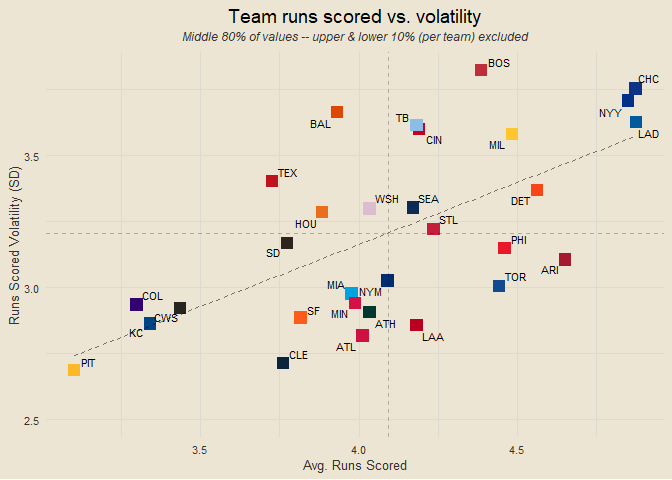 Team runs scored vs. volatility
Middle 80% of values -- upper & lower 10% (per team) excluded
BOS
CHC
NYY
LAD
BAL
TB
CIN
MIL
3.5
TEX
DET
HOU
WSH
SEA
STL
SD
PHI
ARI
TOR
3.0
MIA
NYM
COL
CWS
KC
SF
MIN
ATH
LAA
ATL
CLE
PIT
2.5
3.5
4.0
4.5
Avg. Runs Scored
Runs Scored Volatility (SD)